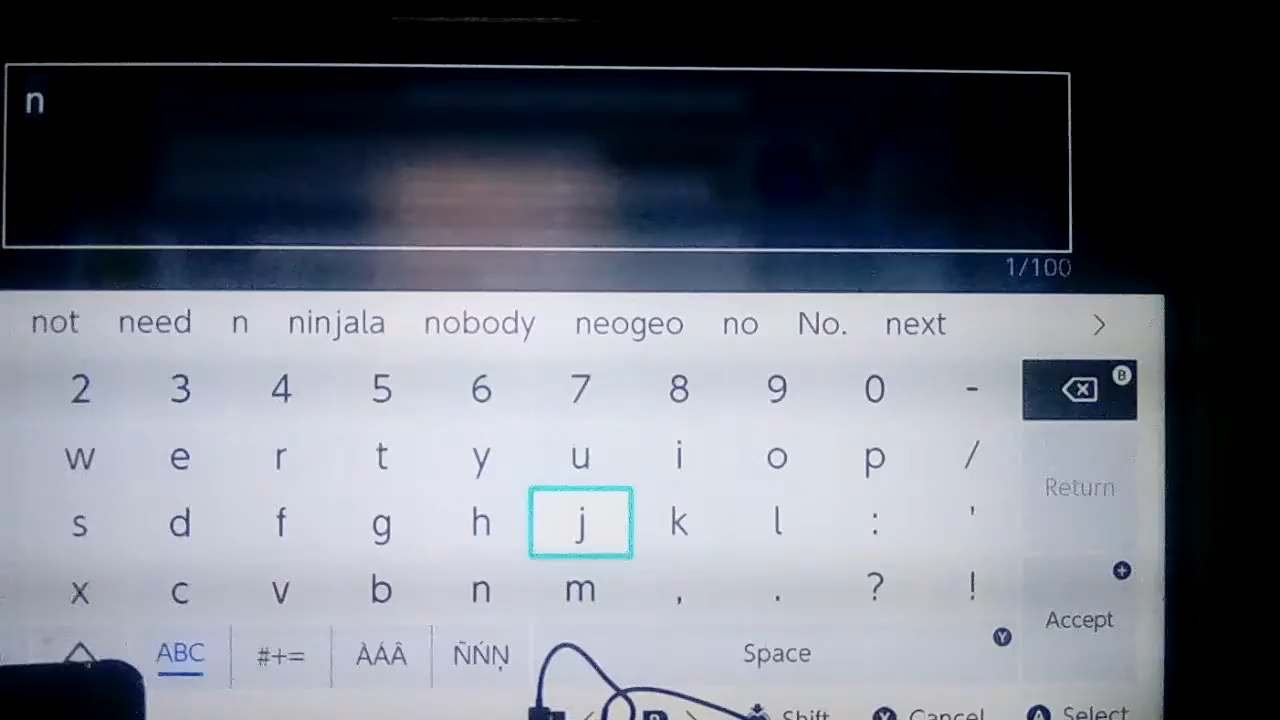 n
1/100
not need n ninjala nobody neogeo no No. next >
2 3 4 5 6 7 8 9 0 - B
w e r t y u i o p / Return
s d f g h j k l : '
x c v b n m , . ? ! + Accept
ABC #+= ÀÁÂ ÑŃŅ Space Y
Shift X Cancel A Select